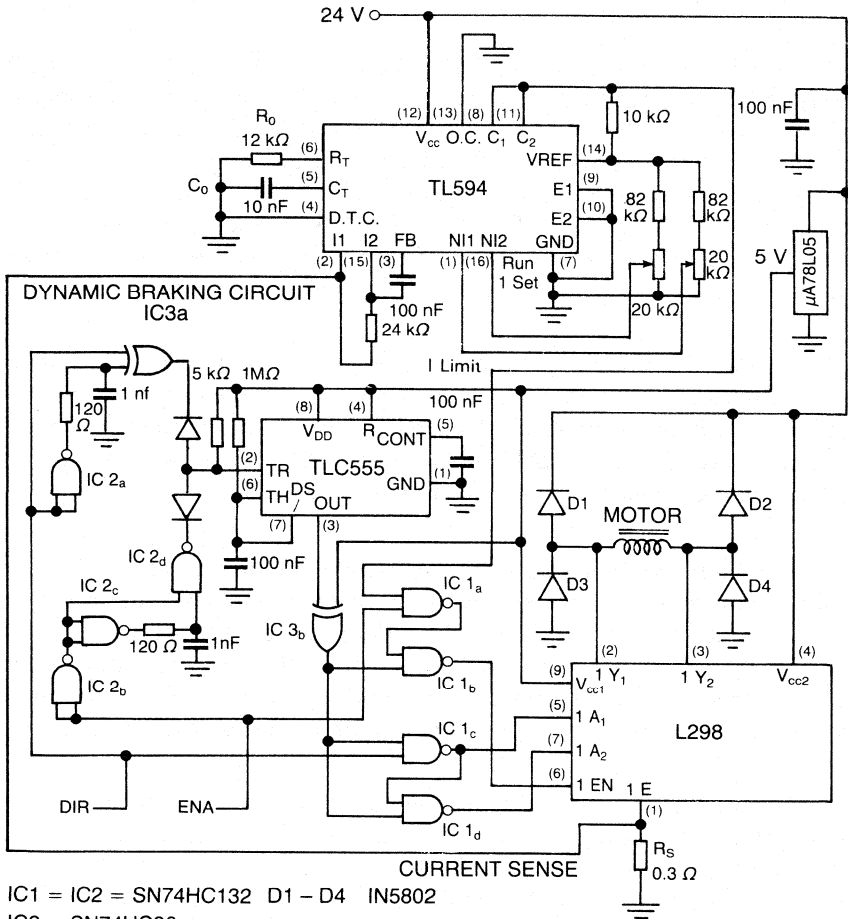 24 V
(12) (13) (8) (11)
Vcc O.C. C1 C2
10 kΩ
100 nF
R0
12 kΩ
(6)
RT
(14)
VREF
C0
(5)
CT
10 nF
TL594
(9)
E1
(10)
E2
82 kΩ
82 kΩ
(4)
D.T.C.
I1 I2 FB NI1 NI2 GND
(2) (15) (3) (1) (16) (7)
Run
1 Set
20 kΩ
20 kΩ
5 V
µA78L05
100 nF
24 kΩ
I Limit
DYNAMIC BRAKING CIRCUIT
IC3a
5 kΩ 1MΩ
1 nf
120 Ω
IC 2a
(8) (4)
VDD R CONT
(5)
100 nF
(2)
TR
TLC555
(6)
TH DS OUT
GND
(1)
(7) (3)
100 nF
D1
MOTOR
D2
D3
D4
IC 2d
IC 2c
120 Ω
1nF
IC 2b
IC 3b
IC 1a
IC 1b
IC 1c
IC 1d
(2) (3) (4)
(9)
Vcc1 1 Y1 1 Y2 Vcc2
(5)
1 A1
L298
(7)
1 A2
(6)
1 EN
1 E
(1)
DIR
ENA
RS
0.3 Ω
CURRENT SENSE
IC1 = IC2 = SN74HC132 D1 – D4 IN5802